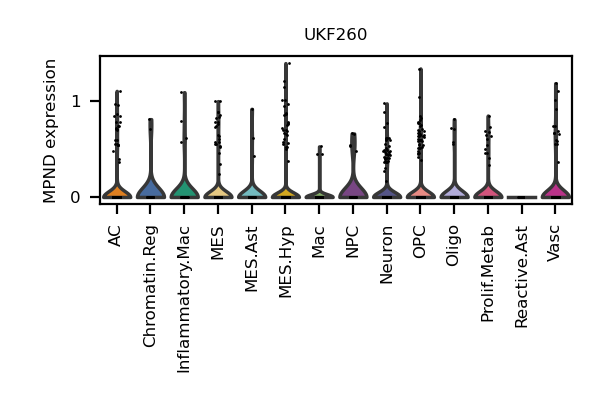 UKF260
MPND expression
1
0
AC
Chromatin.Reg
Inflammatory.Mac
MES
MES.Ast
MES.Hyp
Mac
NPC
Neuron
OPC
Oligo
Prolif.Metab
Reactive.Ast
Vasc